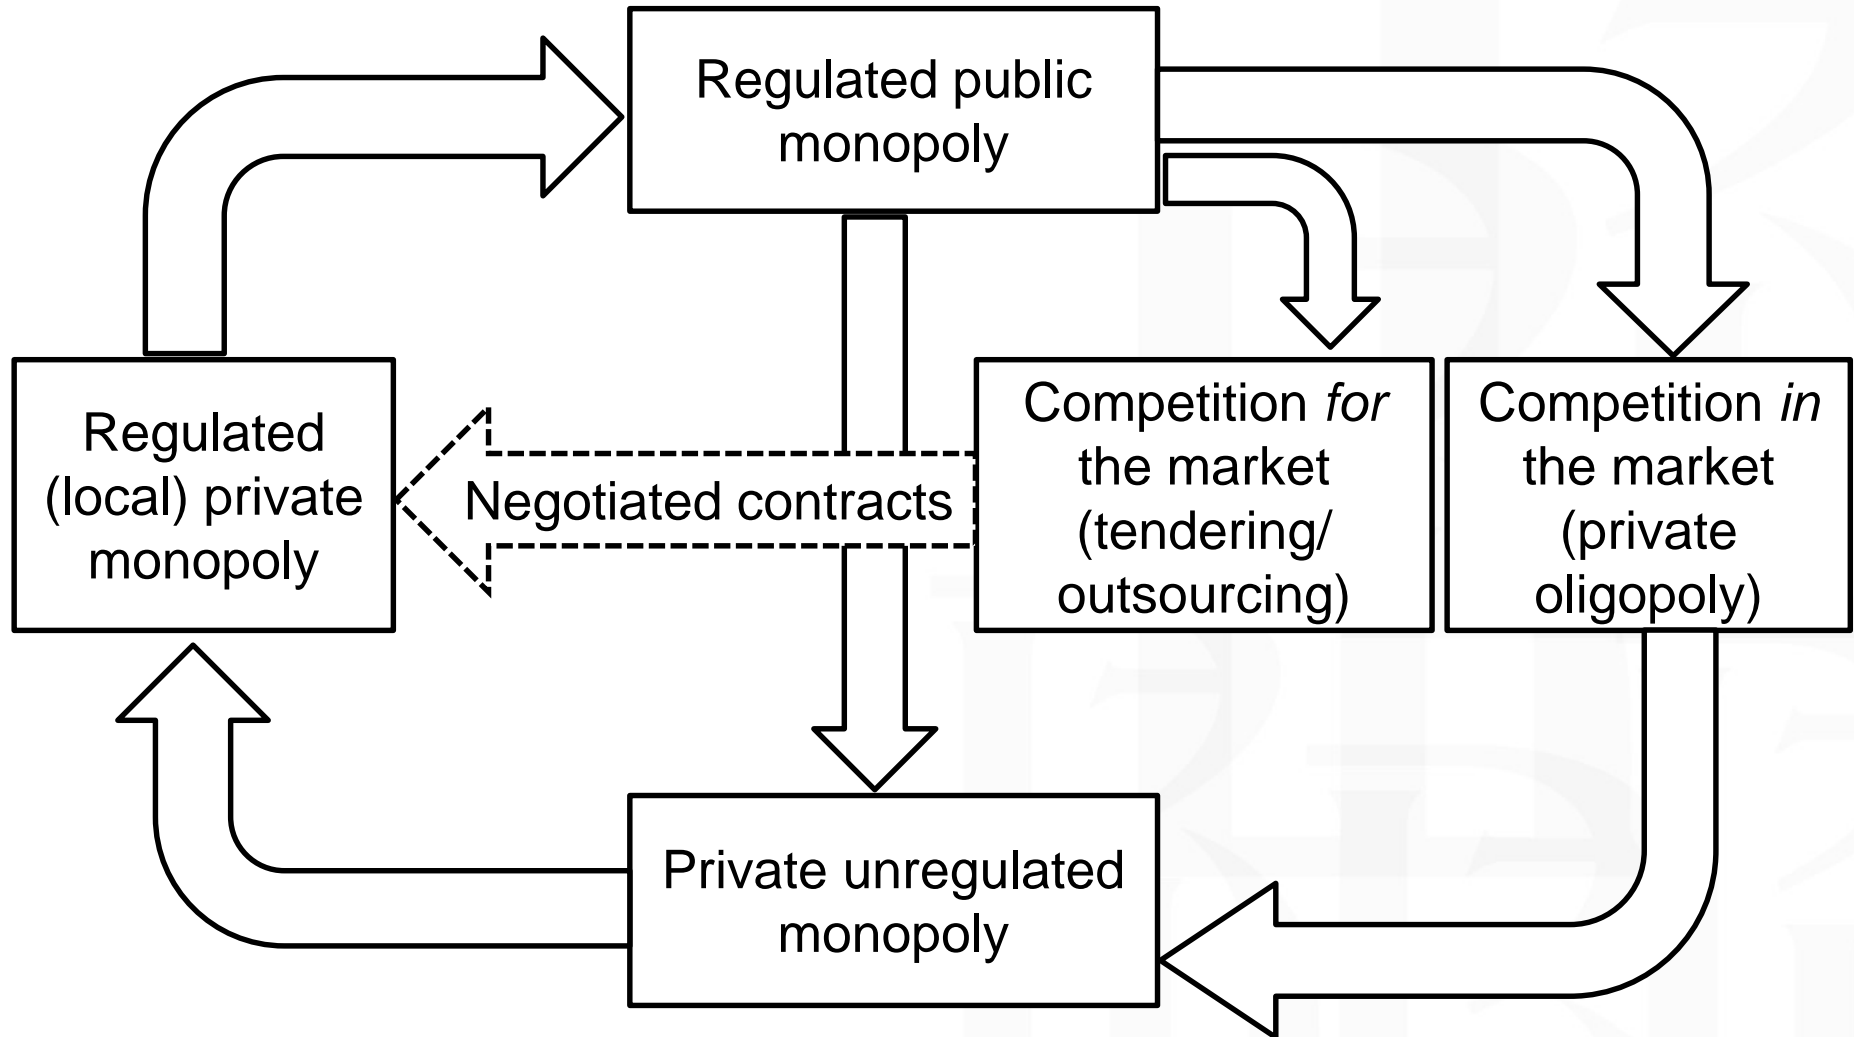 Regulated public
monopoly
Regulated
(local) private
monopoly
Negotiated contracts
Competition for
the market
(tendering/
outsourcing)
Competition in
the market
(private
oligopoly)
Private unregulated
monopoly